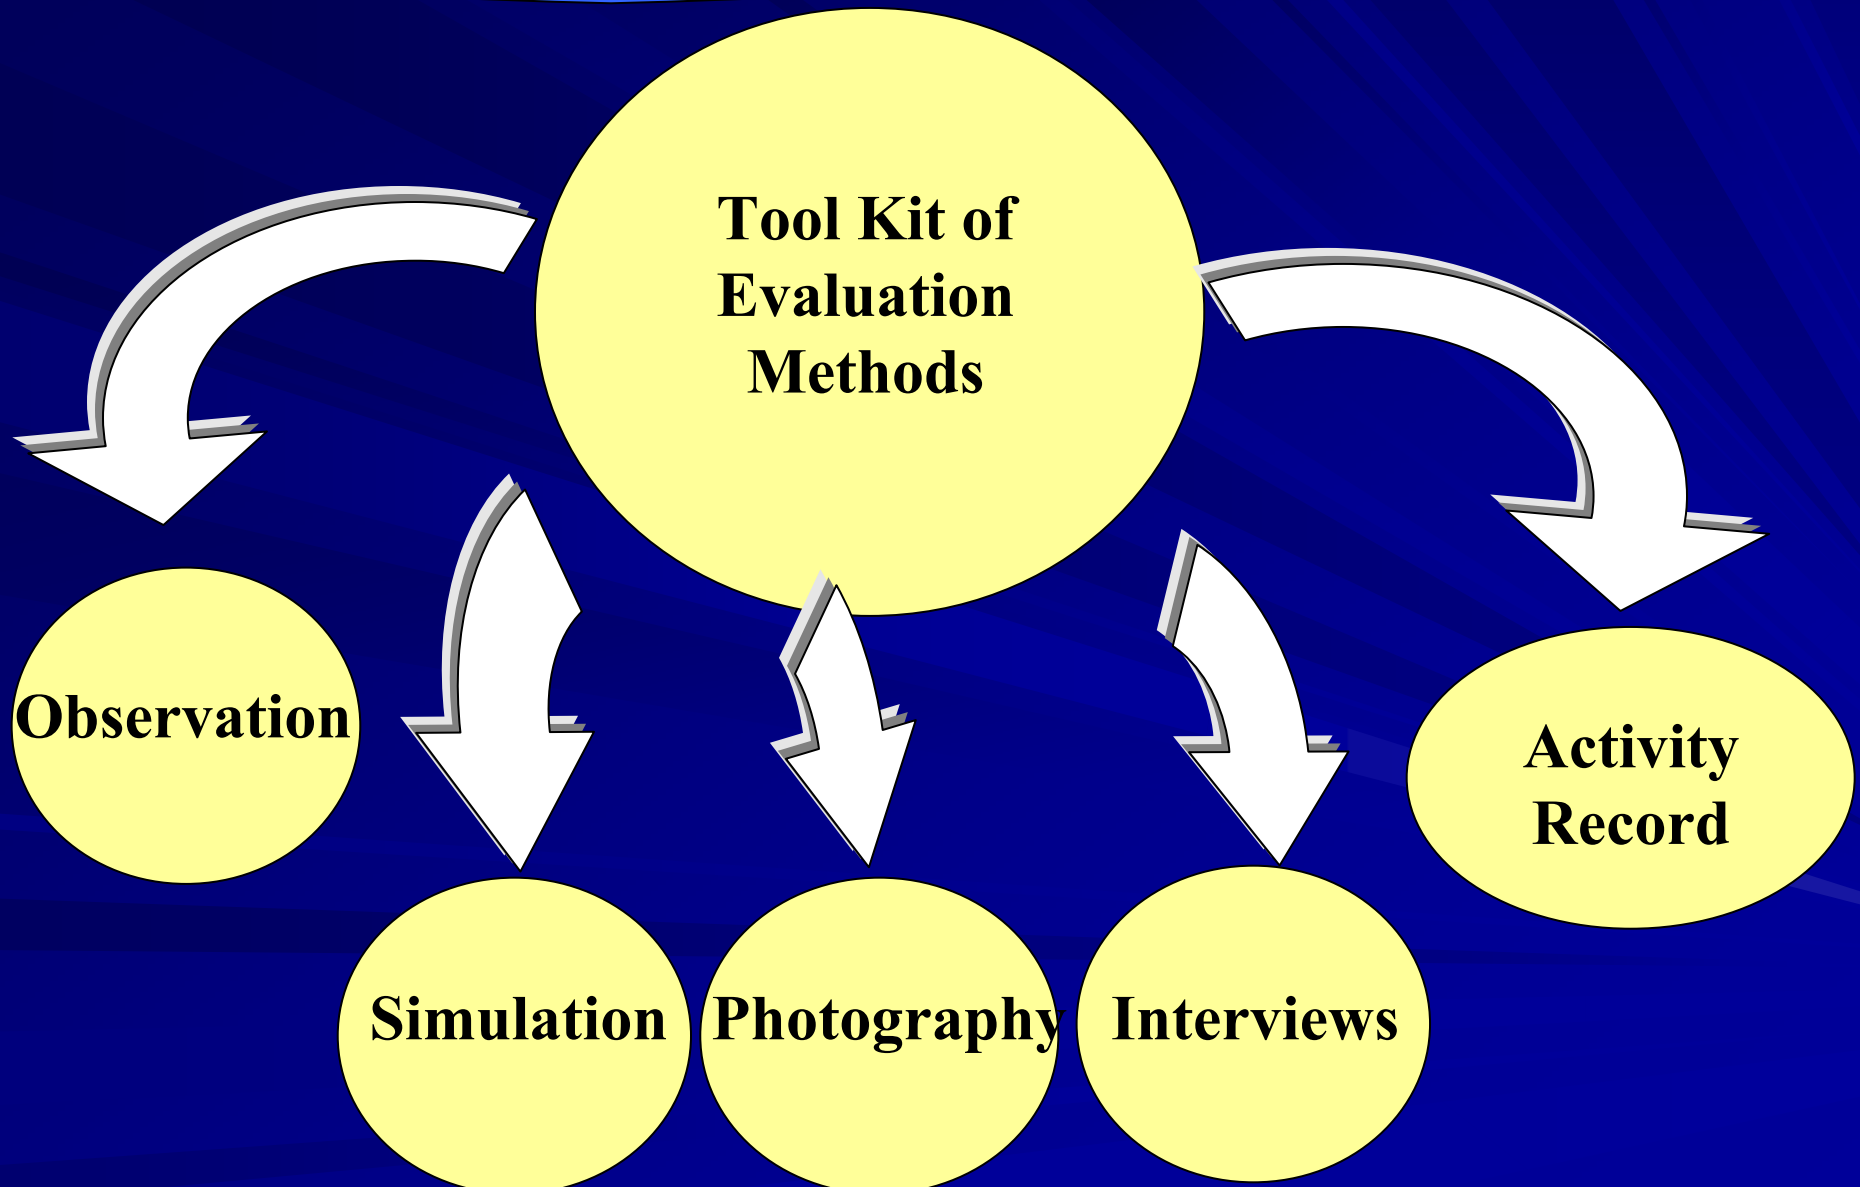 Tool Kit of
Evaluation
Methods
Observation
Activity
Record
Simulation
Photography
Interviews